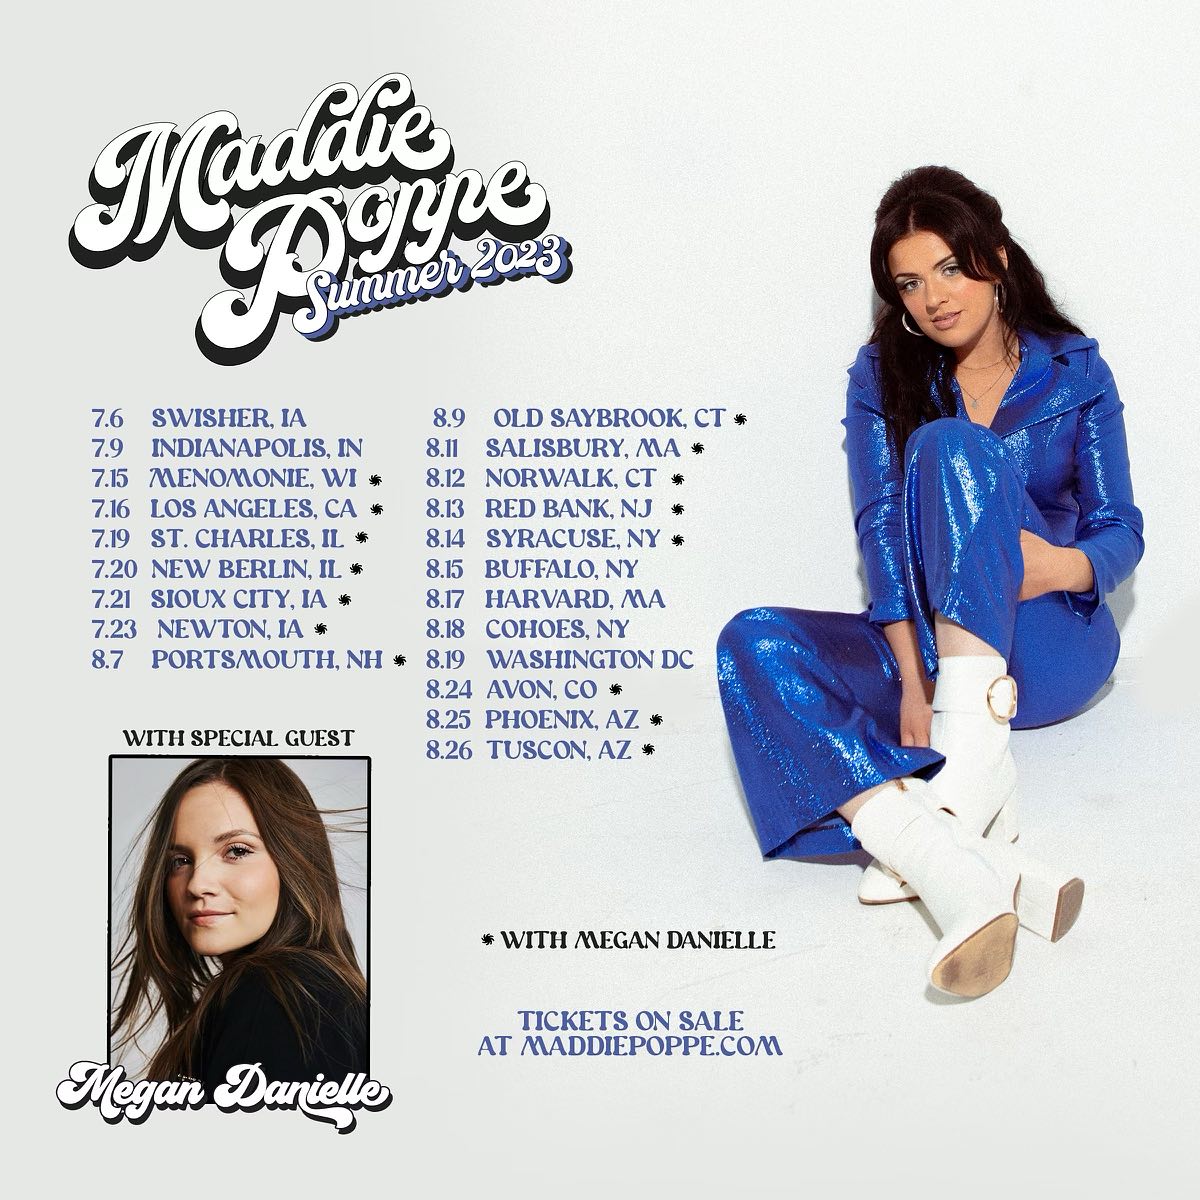 Maddie
Poppe
Summer 2023
7.6 SWISHER, IA
7.9 INDIANAPOLIS, IN
7.15 MENOMONIE, WI
7.16 LOS ANGELES, CA
7.19 ST. CHARLES, IL
7.20 NEW BERLIN, IL
7.21 SIOUX CITY, IA
7.23 NEWTON, IA
8.7 PORTSMOUTH, NH
8.9 OLD SAYBROOK, CT
8.11 SALISBURY, MA
8.12 NORWALK, CT
8.13 RED BANK, NJ
8.14 SYRACUSE, NY
8.15 BUFFALO, NY
8.17 HARVARD, MA
8.18 COHOES, NY
8.19 WASHINGTON DC
8.24 AVON, CO
8.25 PHOENIX, AZ
8.26 TUSCON, AZ
WITH SPECIAL GUEST
Megan Danielle
WITH MEGAN DANIELLE
TICKETS ON SALE
AT MADDIEPOPPE.COM